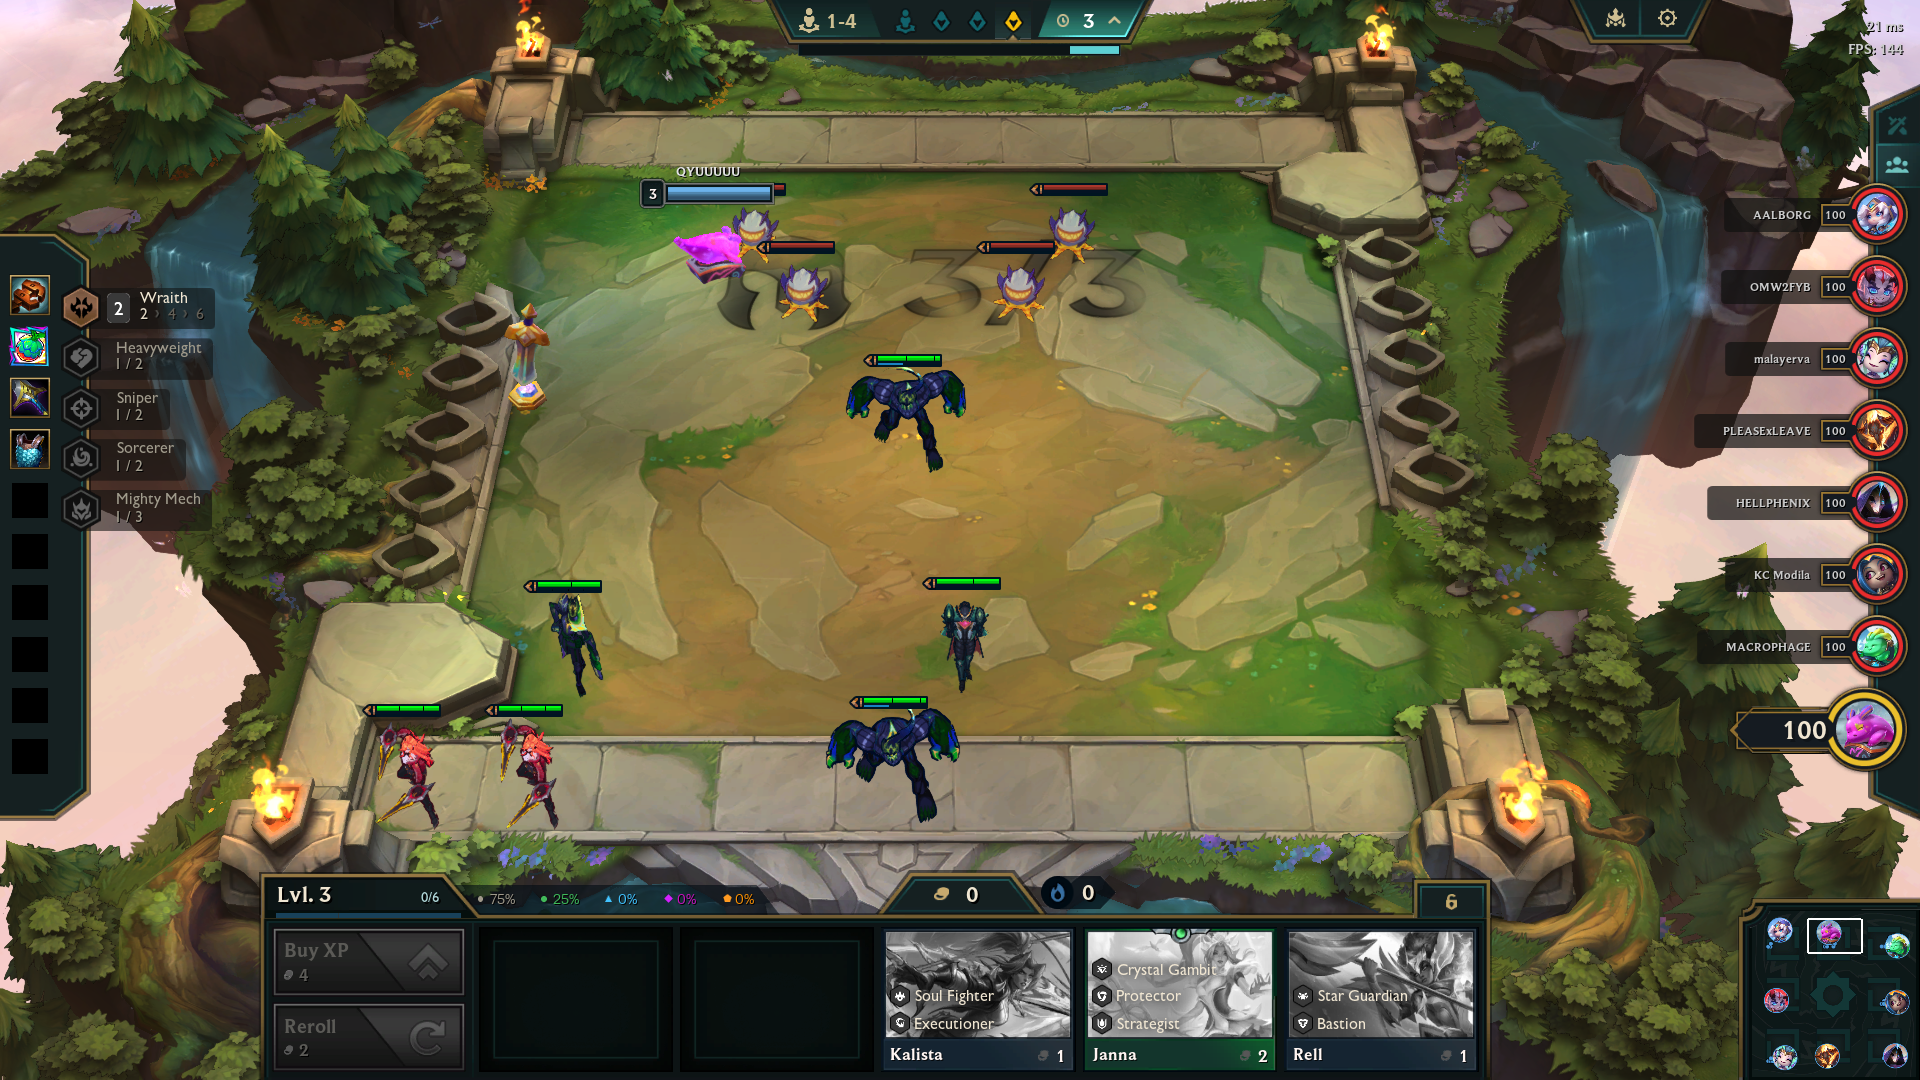 1-4
3
21 ms
FPS: 144
QYUUUUU
3
3/3
AALBORG 100
OMW2FYB 100
malayerva 100
PLEASExLEAVE 100
HELLPHENIX 100
KC Modila 100
MACROPHAGE 100
100
2 Wraith
2 › 4 › 6
Heavyweight
1 / 2
Sniper
1 / 2
Sorcerer
1 / 2
Mighty Mech
1 / 3
Lvl. 3 0/6
75% 25% 0% 0% 0%
0
0
6
Buy XP
4
Reroll
2
Soul Fighter
Executioner
Kalista 1
Crystal Gambit
Protector
Strategist
Janna 2
Star Guardian
Bastion
Rell 1